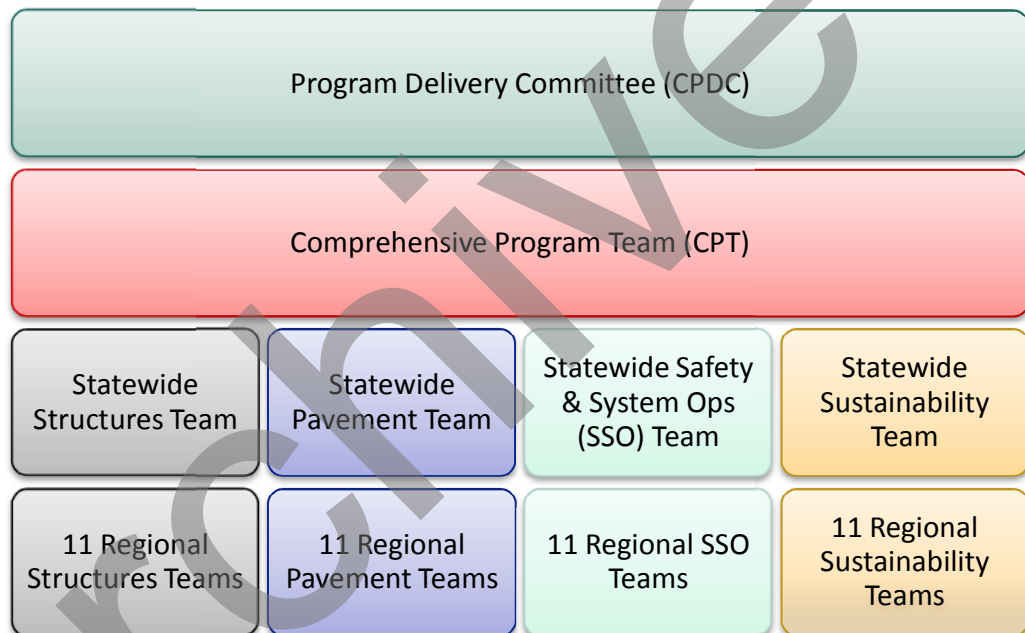 Program Delivery Committee (CPDC)
Comprehensive Program Team (CPT)
Statewide
Structures Team
Statewide
Pavement Team
Statewide Safety
& System Ops
(SSO) Team
Statewide
Sustainability
Team
11 Regional
Structures Teams
11 Regional
Pavement Teams
11 Regional SSO
Teams
11 Regional
Sustainability
Teams
rchive